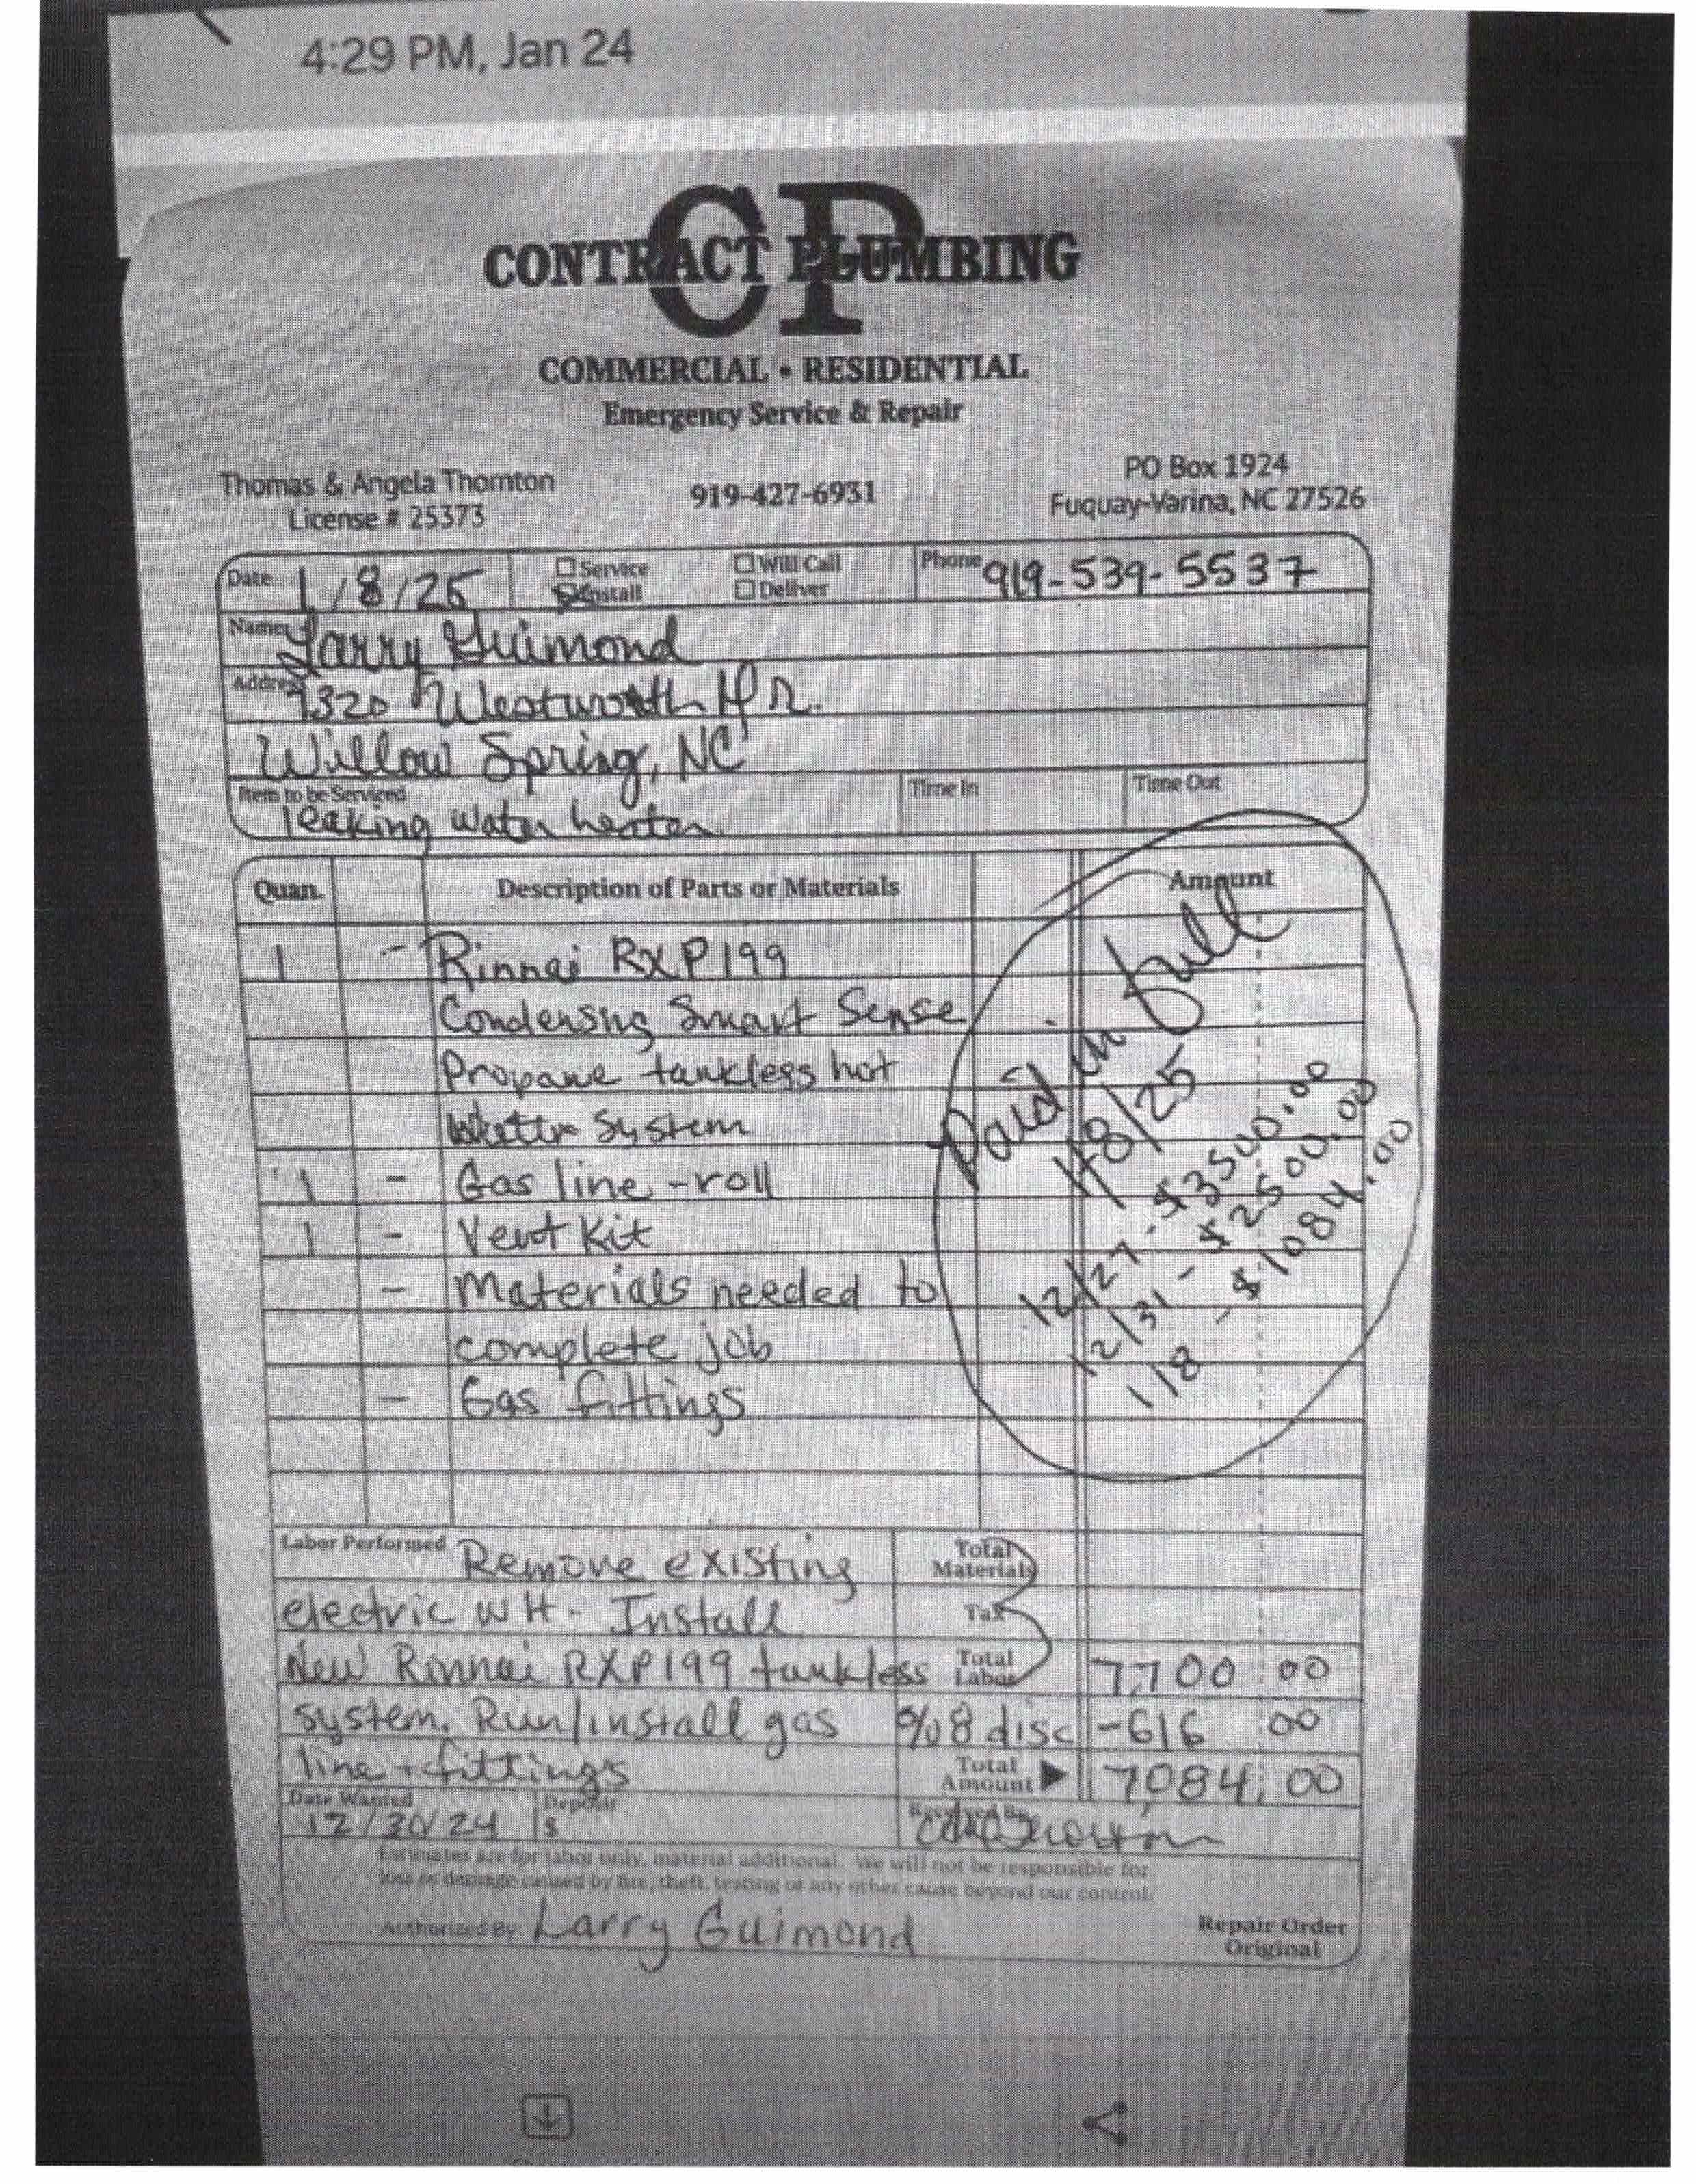 4:29 PM, Jan 24
CP
CONTRACT PLUMBING
COMMERCIAL • RESIDENTIAL
Emergency Service & Repair
Thomas & Angela Thornton
License # 25373
919-427-6931
PO Box 1924
Fuquay-Varina, NC 27526
Date 1/8/25
Service
Install
Will Call
Deliver
Phone 919-539-5537
Name Larry Guimond
Address 9320 Westworth Dr.
Willow Spring, NC
Item to be Serviced
leaking water heater
Time In
Time Out
Quan. Description of Parts or Materials Amount
1 - Rinnai RXP199
Condensing Smart Sense
Propane tankless hot
Water System
1 - Gas line - roll
1 - Vent Kit
- Materials needed to
complete job
- Gas fittings
Paid in full
1/8/25
12/27 - $3500.00
12/31 - $2500.00
1/8 - $1084.00
Labor Performed Remove existing
Total Materials
electric WH - Install
Tax
New Rinnai RXP199 tankless
Total Labor 7,700 00
system. Run/install gas
%8 disc -616 00
line + fittings
Total Amount ▶ 7084.00
Date Wanted
12/30/24
Deposit
$
Received By
Estimates are for labor only, material additional. We will not be responsible for
loss or damage caused by fire, theft, testing or any other cause beyond our control.
Authorized By: Larry Guimond
Repair Order
Original